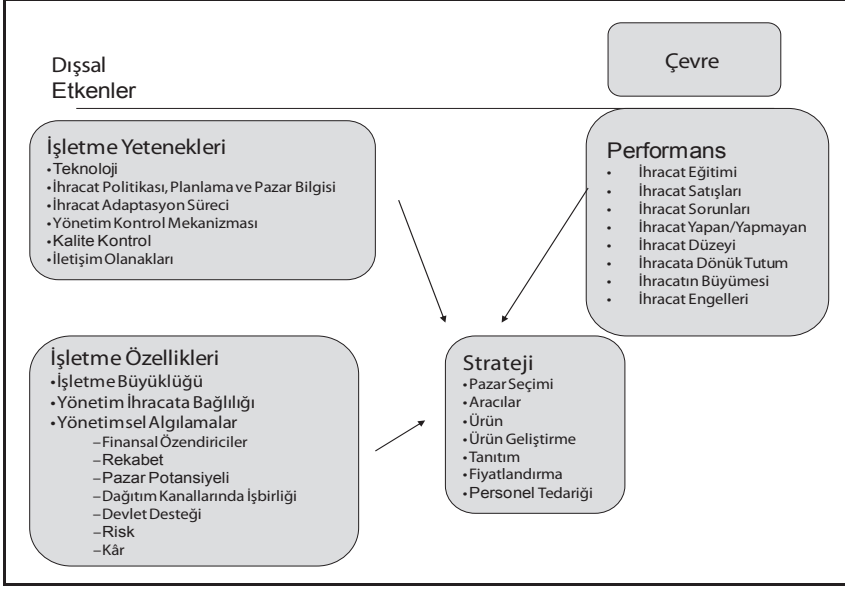 Dışsal
Etkenler
Çevre
İşletme Yetenekleri
•Teknoloji
•İhracat Politikası, Planlama ve Pazar Bilgisi
•İhracat Adaptasyon Süreci
•Yönetim Kontrol Mekanizması
•Kalite Kontrol
•İletişim Olanakları
Performans
• İhracat Eğitimi
• İhracat Satışları
• İhracat Sorunları
• İhracat Yapan/Yapmayan
• İhracat Düzeyi
• İhracata Dönük Tutum
• İhracatın Büyümesi
• İhracat Engelleri
İşletme Özellikleri
•İşletme Büyüklüğü
•Yönetim İhracata Bağlılığı
•Yönetimsel Algılamalar
–Finansal Özendiriciler
–Rekabet
–Pazar Potansiyeli
–Dağıtım Kanallarında İşbirliği
–Devlet Desteği
–Risk
–Kâr
Strateji
•Pazar Seçimi
•Aracılar
•Ürün
•Ürün Geliştirme
•Tanıtım
•Fiyatlandırma
•Personel Tedariği